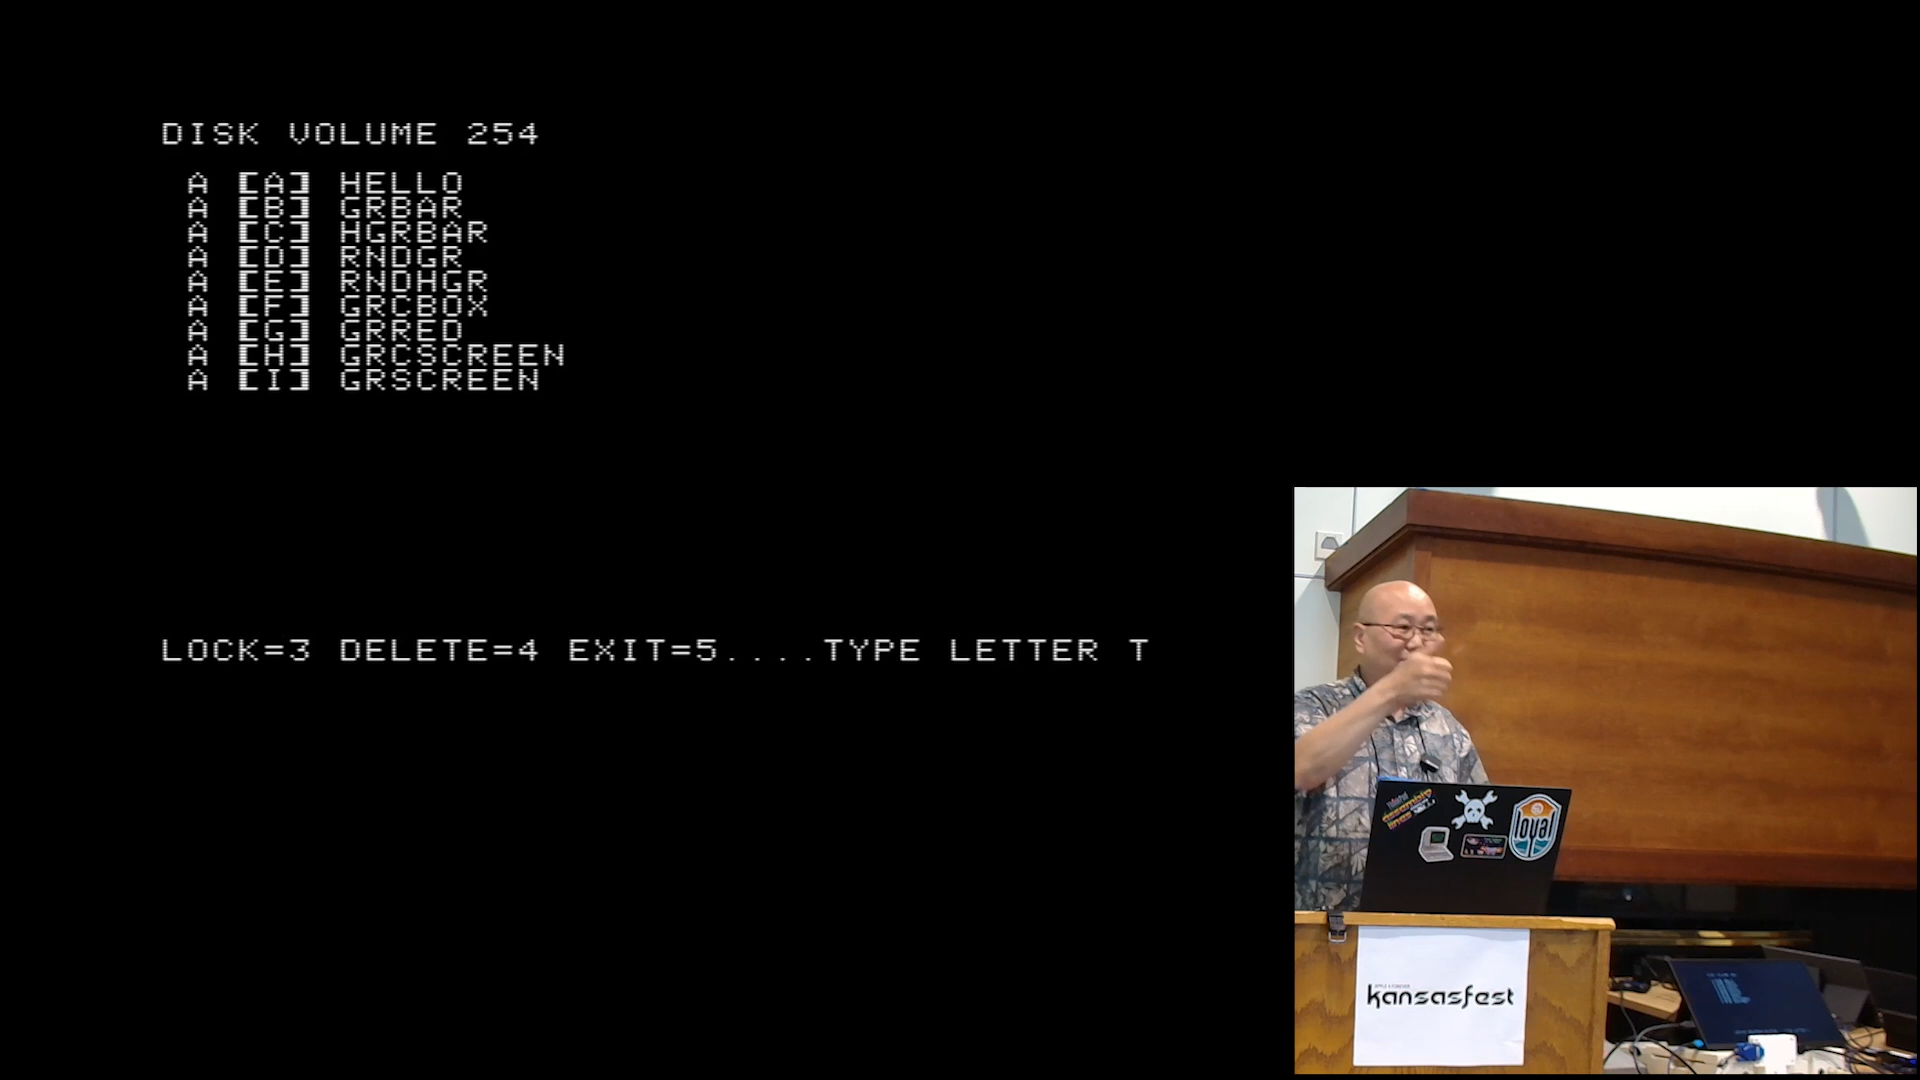 DISK VOLUME 254
A [A] HELLO
A [B] GRBAR
A [C] HGRBAR
A [D] RNDGR
A [E] RNDHGR
A [F] GRCBOX
A [G] GRRED
A [H] GRCSCREEN
A [I] GRSCREEN
LOCK=3 DELETE=4 EXIT=5....TYPE LETTER T
loyal
kansasfest